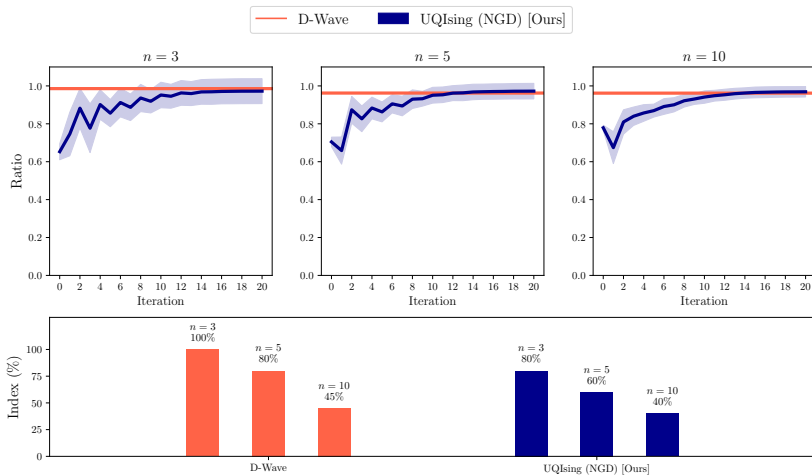 D-Wave
UQIsing (NGD) [Ours]
n = 3
n = 5
n = 10
Ratio
1.0
0.8
0.6
0.4
0.2
0.0
0 2 4 6 8 10 12 14 16 18 20
Iteration
1.0
0.8
0.6
0.4
0.2
0.0
0 2 4 6 8 10 12 14 16 18 20
Iteration
1.0
0.8
0.6
0.4
0.2
0.0
0 2 4 6 8 10 12 14 16 18 20
Iteration
Index (%)
100
75
50
25
0
n = 3
100%
n = 5
80%
n = 10
45%
n = 3
80%
n = 5
60%
n = 10
40%
D-Wave
UQIsing (NGD) [Ours]